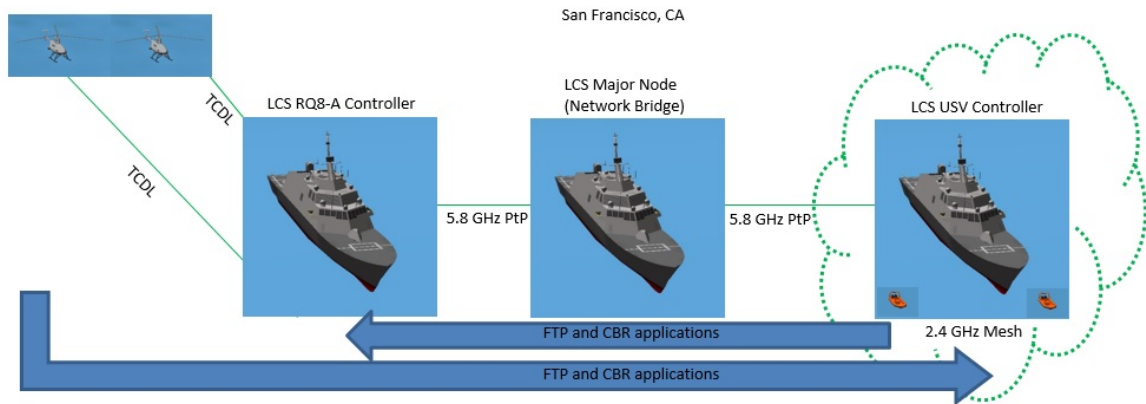 San Francisco, CA
LCS Major Node
(Network Bridge)
LCS RQ8-A Controller
LCS USV Controller
TCDL
TCDL
5.8 GHz PtP
5.8 GHz PtP
FTP and CBR applications
2.4 GHz Mesh
FTP and CBR applications